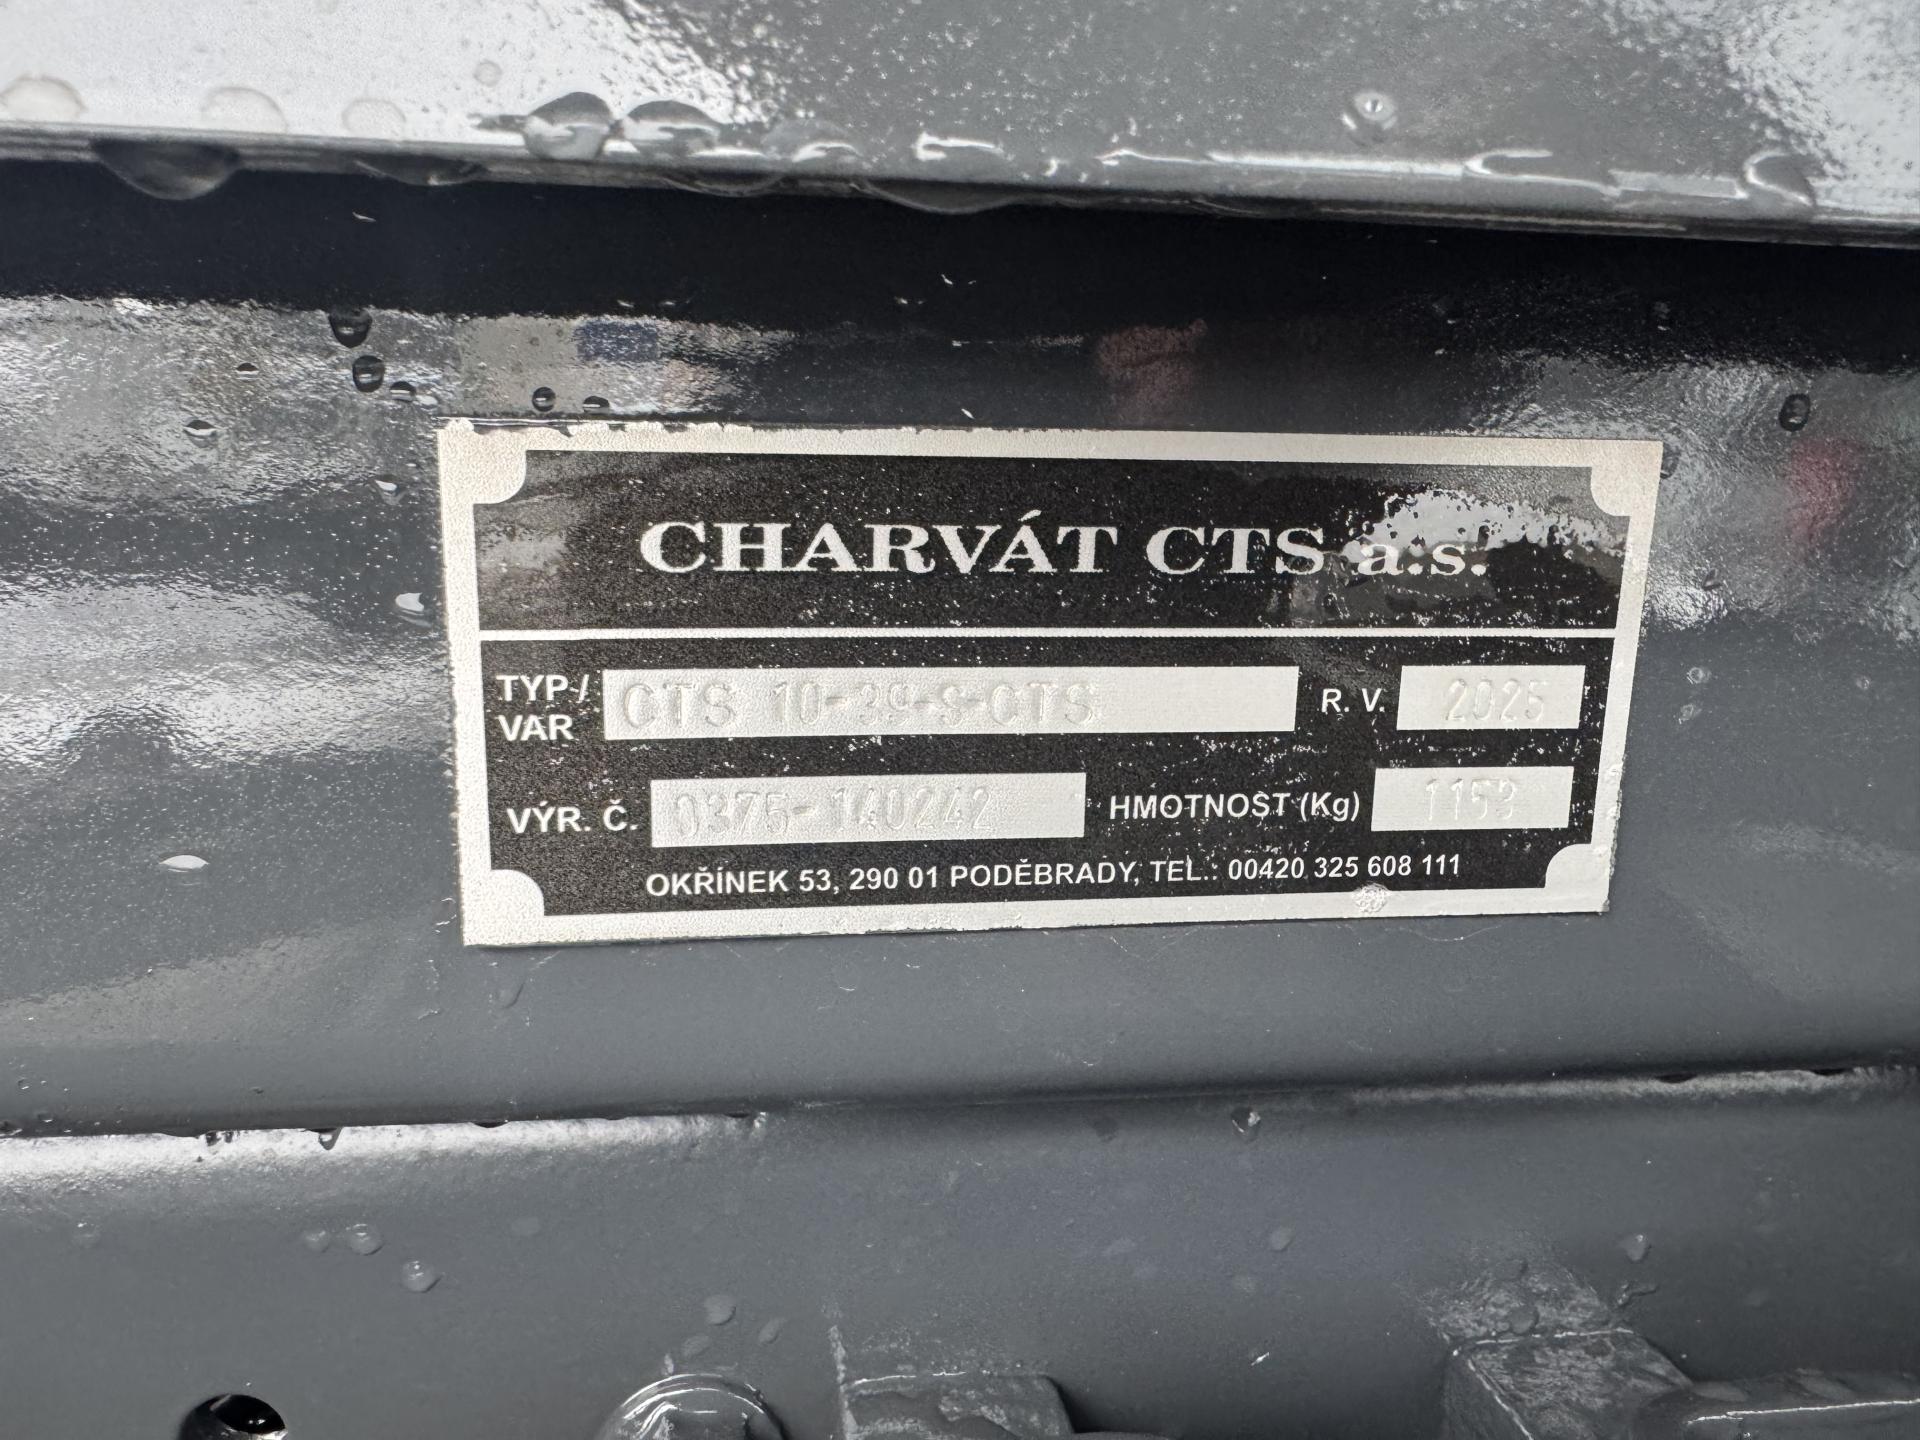 CHARVÁT CTS a.s.
TYP / VAR CTS 10-39-S-CTS R. V. 2025
VÝR. Č. 0375-140242 HMOTNOST (Kg) 1153
OKŘÍNEK 53, 290 01 PODĚBRADY, TEL.: 00420 325 608 111